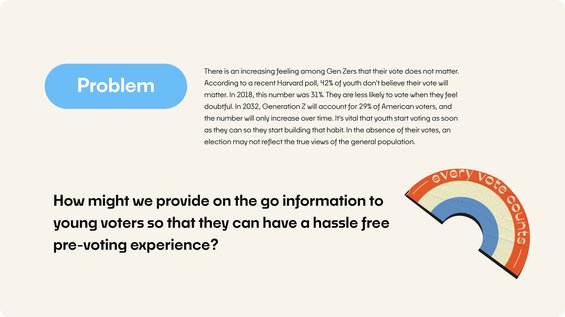 Problem
There is an increasing feeling among Gen Zers that their vote does not matter.
According to a recent Harvard poll, 42% of youth don't believe their vote will
matter. In 2018, this number was 31%. They are less likely to vote when they feel
doubtful. In 2032, Generation Z will account for 29% of American voters, and
the number will only increase over time. It's vital that youth start voting as soon
as they can so they start building that habit. In the absence of their votes, an
election may not reflect the true views of the general population.
How might we provide on the go information to
young voters so that they can have a hassle free
pre-voting experience?
every vote counts